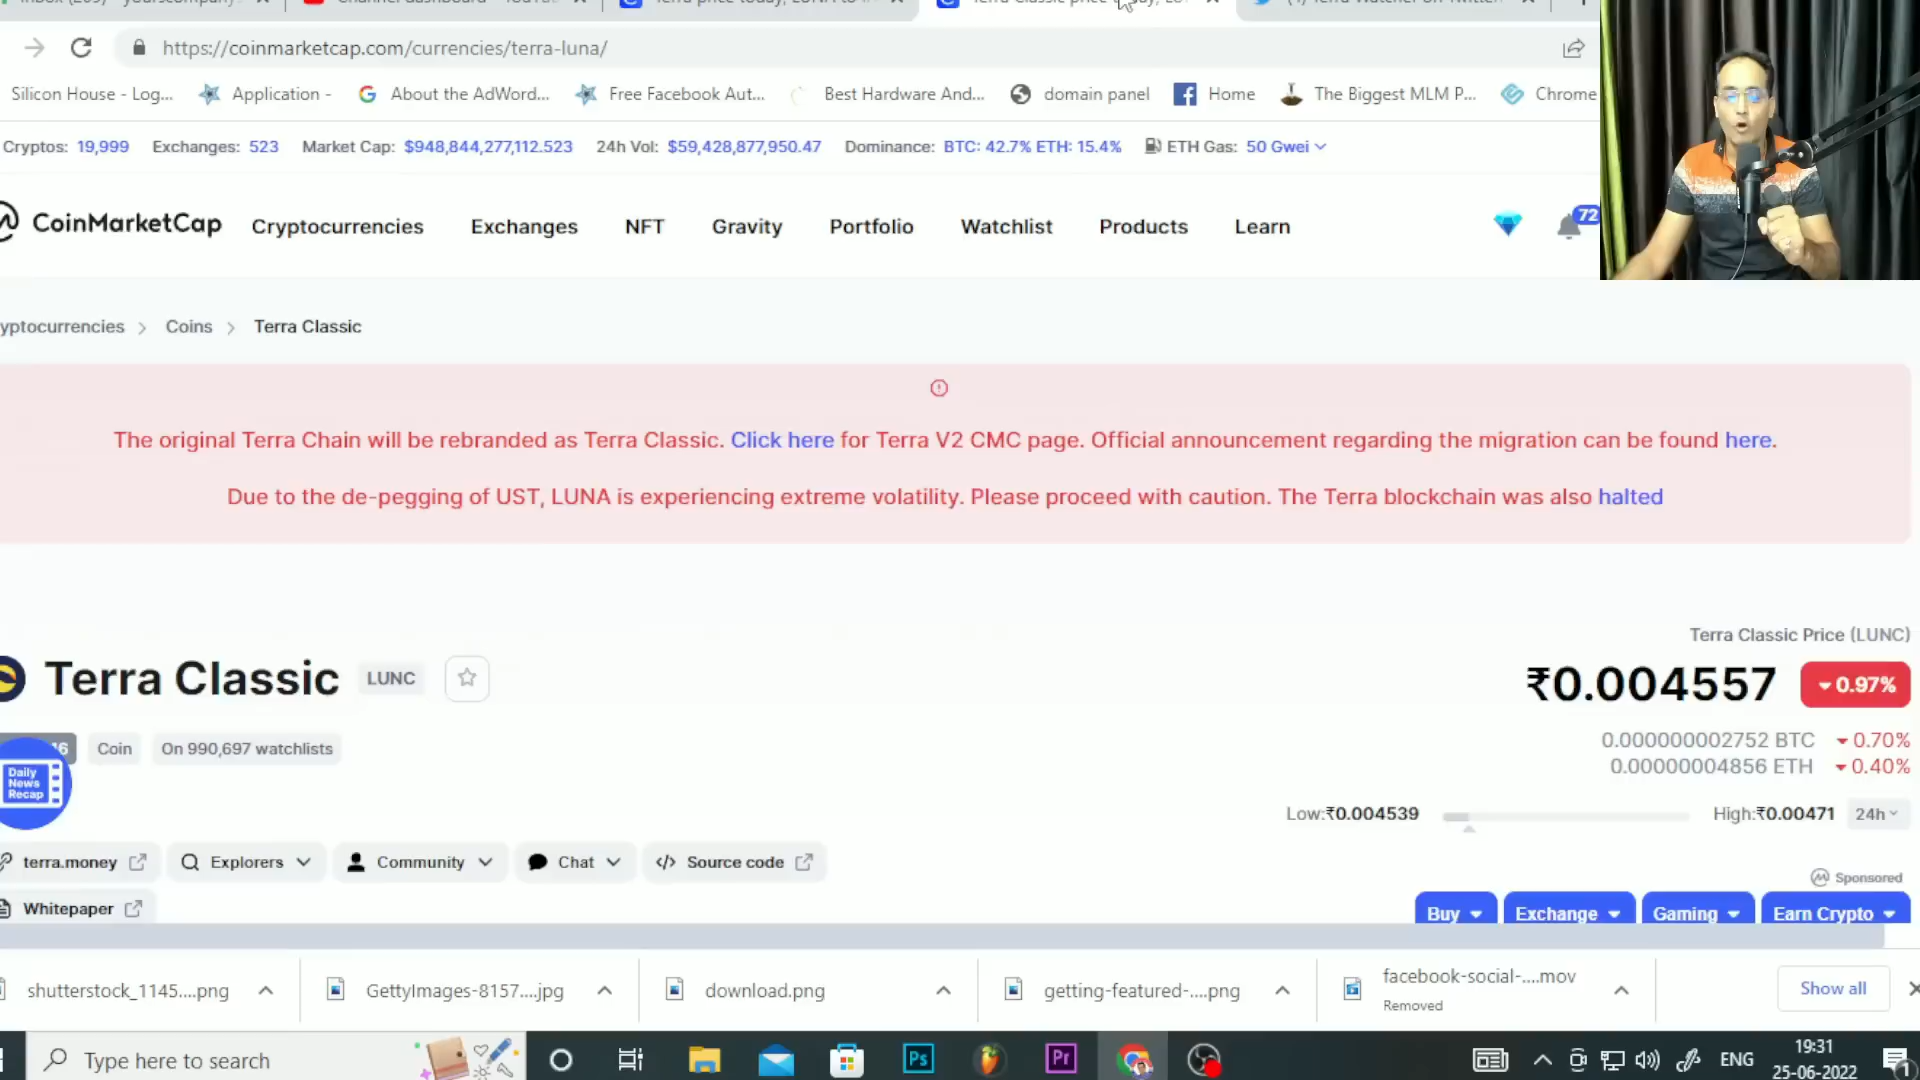 https://coinmarketcap.com/currencies/terra-luna/
Silicon House - Log... Application - About the AdWord... Free Facebook Aut... Best Hardware And... domain panel Home The Biggest MLM P... Chrome
Cryptos: 19,999 Exchanges: 523 Market Cap: $948,844,277,112.523 24h Vol: $59,428,877,950.47 Dominance: BTC: 42.7% ETH: 15.4% ETH Gas: 50 Gwei
CoinMarketCap Cryptocurrencies Exchanges NFT Gravity Portfolio Watchlist Products Learn 72
yptocurrencies Coins Terra Classic
The original Terra Chain will be rebranded as Terra Classic. Click here for Terra V2 CMC page. Official announcement regarding the migration can be found here.
Due to the de-pegging of UST, LUNA is experiencing extreme volatility. Please proceed with caution. The Terra blockchain was also halted
Terra Classic Price (LUNC)
Terra Classic LUNC ₹0.004557 0.97%
Coin On 990,697 watchlists
0.000000002752 BTC 0.70%
0.00000004856 ETH 0.40%
Daily
News
Recap
Low:₹0.004539 High:₹0.00471 24h
terra.money Explorers Community Chat Source code
Sponsored
Whitepaper
Buy Exchange Gaming Earn Crypto
shutterstock_1145....png GettyImages-8157....jpg download.png getting-featured-....png facebook-social-....mov
Removed
Show all
Type here to search
Ps Pr
ENG
19:31
25-06-2022
1